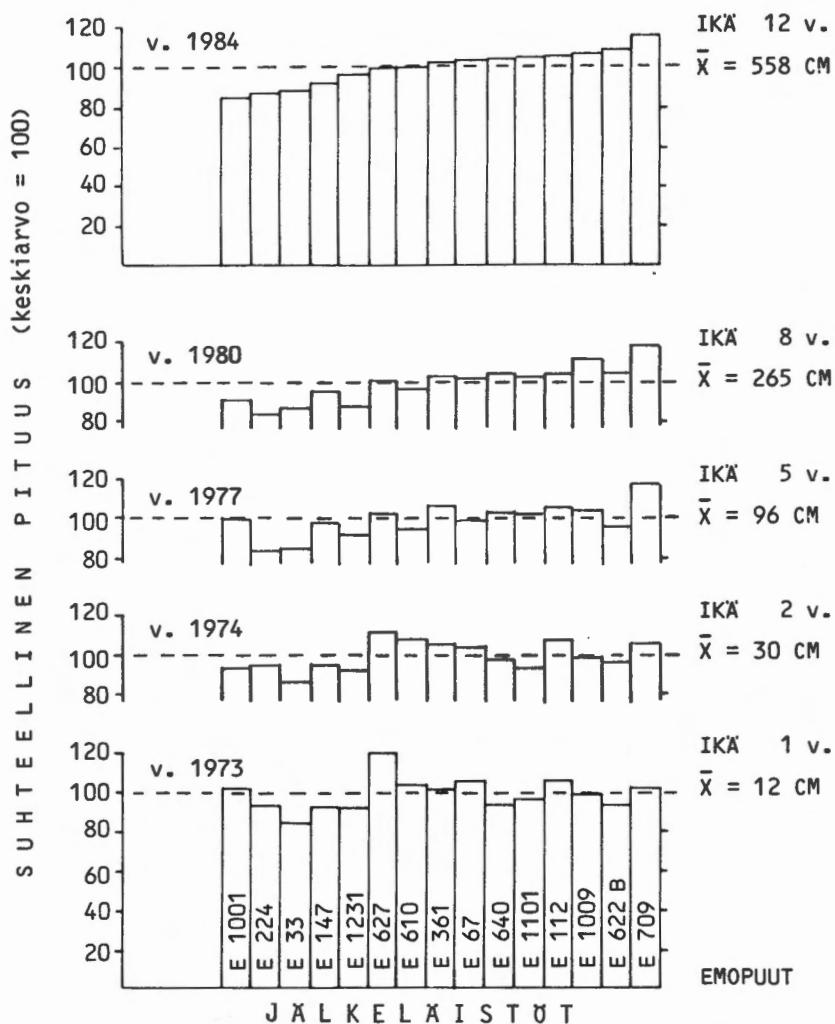 SUHTEELLINEN PITUUS (keskiarvo = 100)
120
100
80
60
40
20
v. 1984
IKÄ 12 v.
X̄ = 558 CM
120
100
80
v. 1980
IKÄ 8 v.
X̄ = 265 CM
120
100
80
v. 1977
IKÄ 5 v.
X̄ = 96 CM
120
100
80
v. 1974
IKÄ 2 v.
X̄ = 30 CM
120
100
80
60
40
20
v. 1973
IKÄ 1 v.
X̄ = 12 CM
E 1001
E 224
E 33
E 147
E 1231
E 627
E 610
E 361
E 67
E 640
E 1101
E 112
E 1009
E 622 B
E 709
EMOPUUT
JÄLKELÄISTÖT